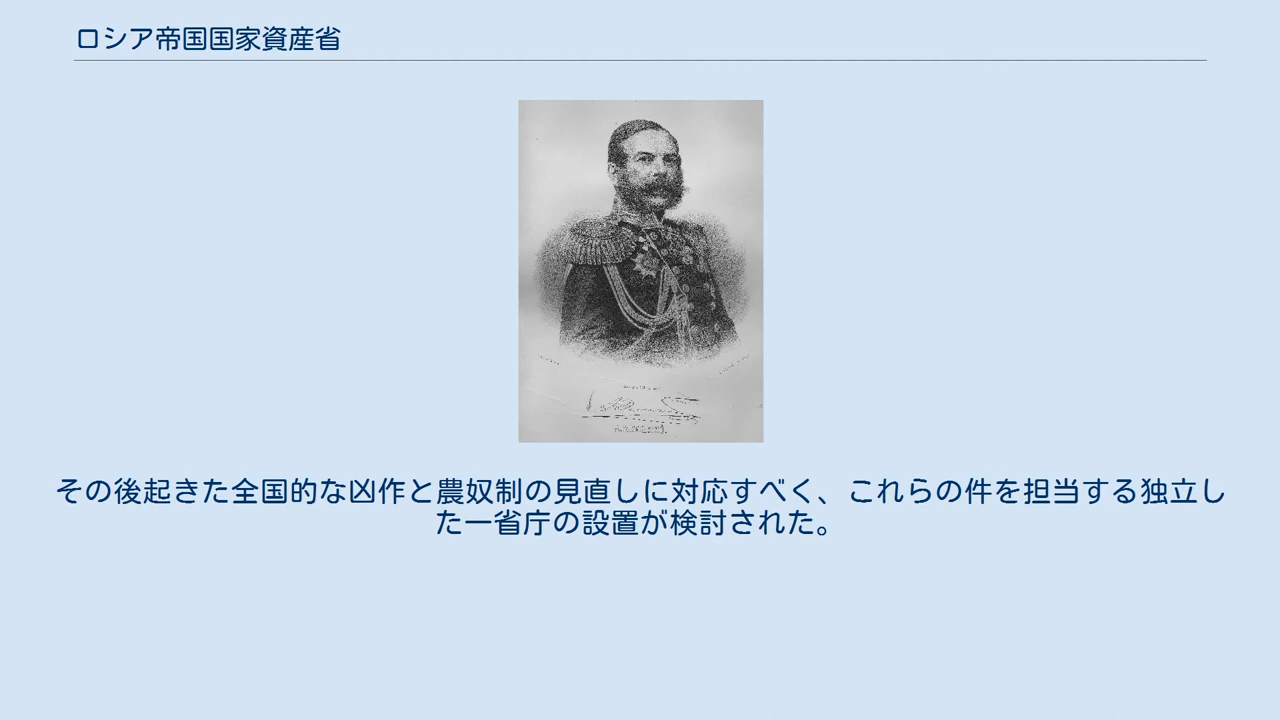 ロシア帝国国家資産省
その後起きた全国的な凶作と農奴制の見直しに対応すべく、これらの件を担当する独立し
た一省庁の設置が検討された。